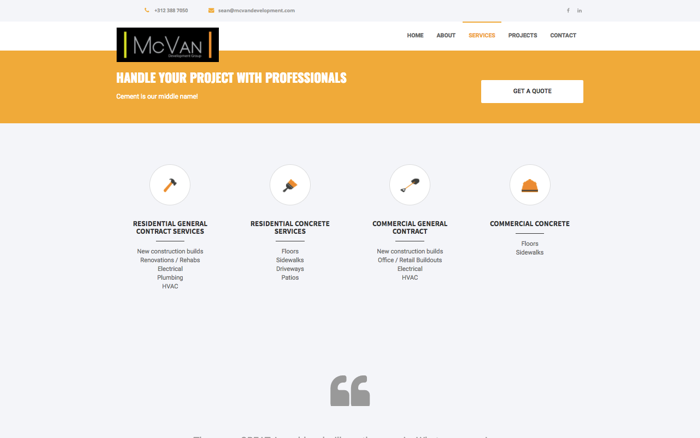 +312 388 7050
sean@mcvandevelopment.com
McVan
Development Group
HOME ABOUT SERVICES PROJECTS CONTACT
HANDLE YOUR PROJECT WITH PROFESSIONALS
Cement is our middle name!
GET A QUOTE
RESIDENTIAL GENERAL
CONTRACT SERVICES
New construction builds
Renovations / Rehabs
Electrical
Plumbing
HVAC
RESIDENTIAL CONCRETE
SERVICES
Floors
Sidewalks
Driveways
Patios
COMMERCIAL GENERAL
CONTRACT
New construction builds
Office / Retail Buildouts
Electrical
HVAC
COMMERCIAL CONCRETE
Floors
Sidewalks